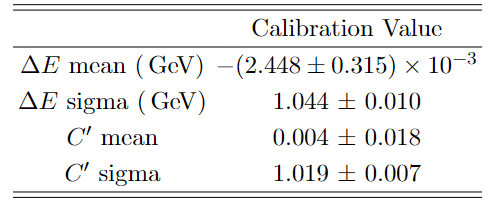 Calibration Value
ΔE mean ( GeV) −(2.448 ± 0.315) × 10⁻³
ΔE sigma ( GeV) 1.044 ± 0.010
C′ mean 0.004 ± 0.018
C′ sigma 1.019 ± 0.007